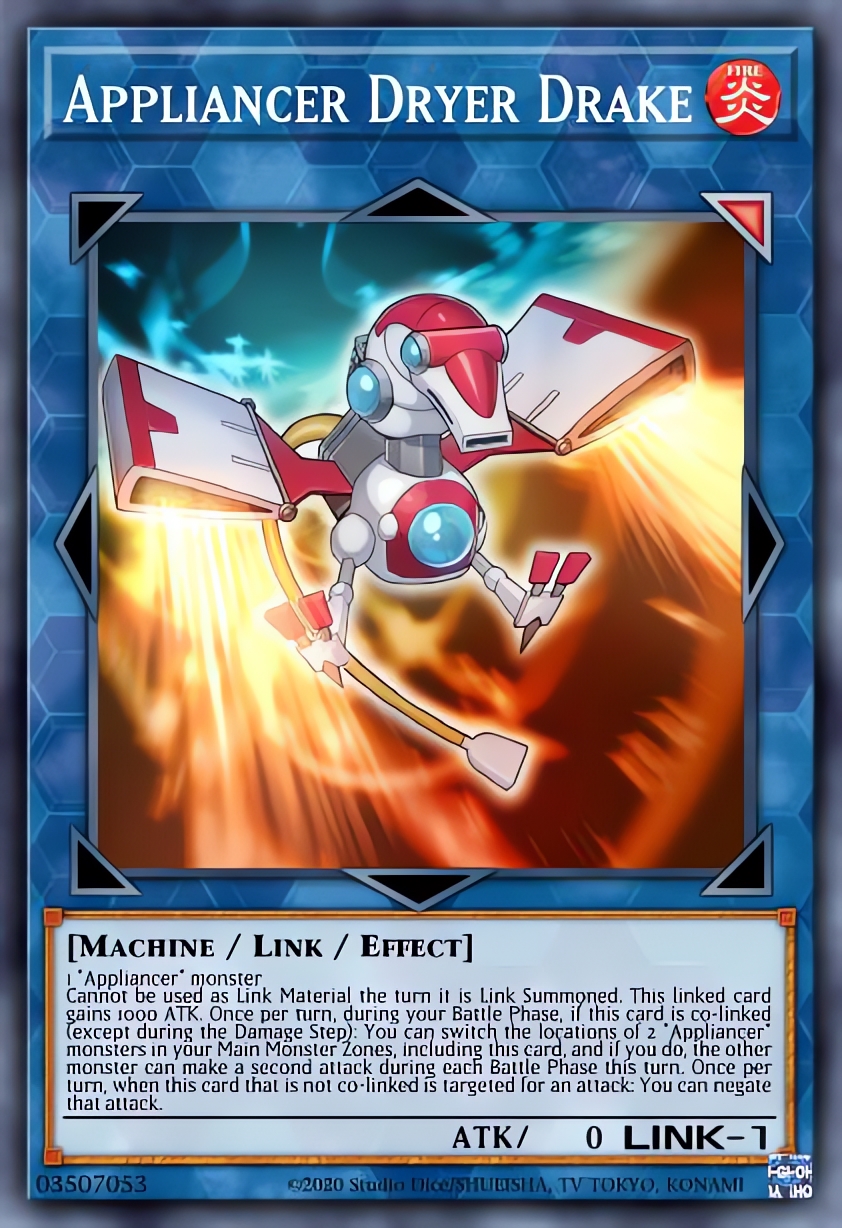 Appliancer Dryer Drake
FIRE
炎
[Machine / Link / Effect]
1 "Appliancer" monster
Cannot be used as Link Material the turn it is Link Summoned. This linked card
gains 1000 ATK. Once per turn, during your Battle Phase, if this card is co-linked
(except during the Damage Step): You can switch the locations of 2 "Appliancer"
monsters in your Main Monster Zones, including this card, and if you do, the other
monster can make a second attack during each Battle Phase this turn. Once per
turn, when this card that is not co-linked is targeted for an attack: You can negate
that attack.
ATK/ 0 LINK-1
03507053 ©2020 Studio Dice/SHUEISHA, TV TOKYO, KONAMI